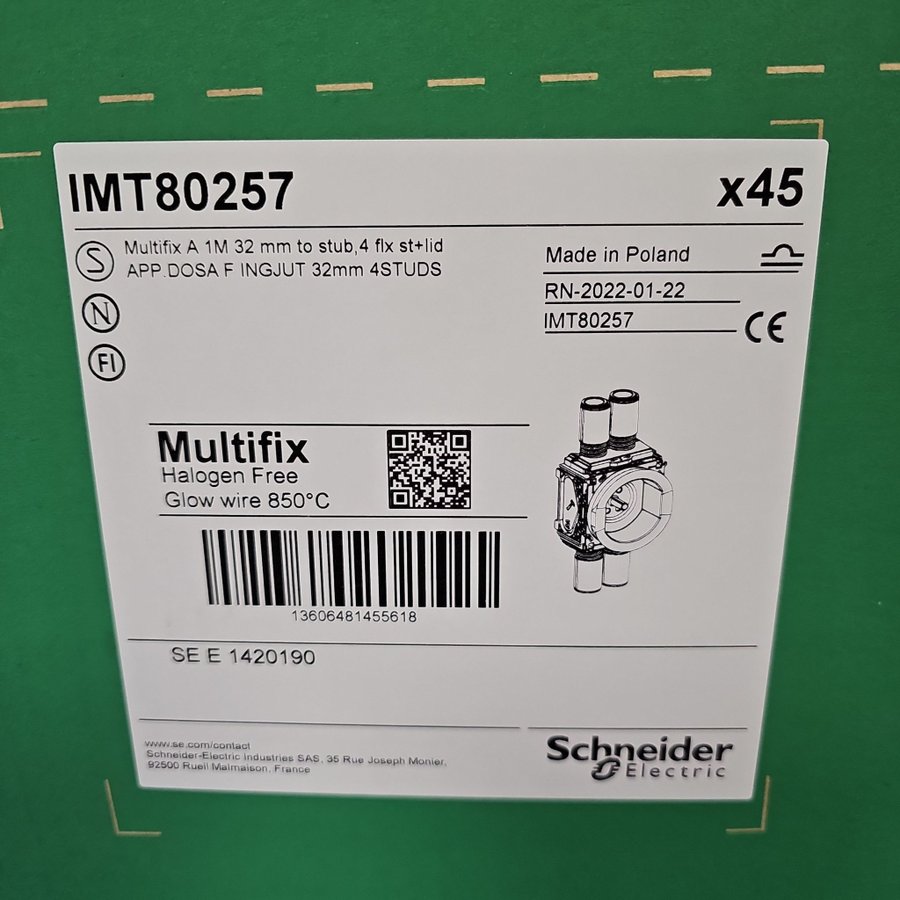 IMT80257
x45
S
Multifix A 1M 32 mm to stub,4 flx st+lid
APP.DOSA F INGJUT 32mm 4STUDS
N
FI
Made in Poland
RN-2022-01-22
IMT80257
CE
Multifix
Halogen Free
Glow wire 850°C
13606481455618
SE E 1420190
www.se.com/contact
Schneider-Electric Industries SAS, 35 Rue Joseph Monier,
92500 Rueil Malmaison, France
Schneider
Electric